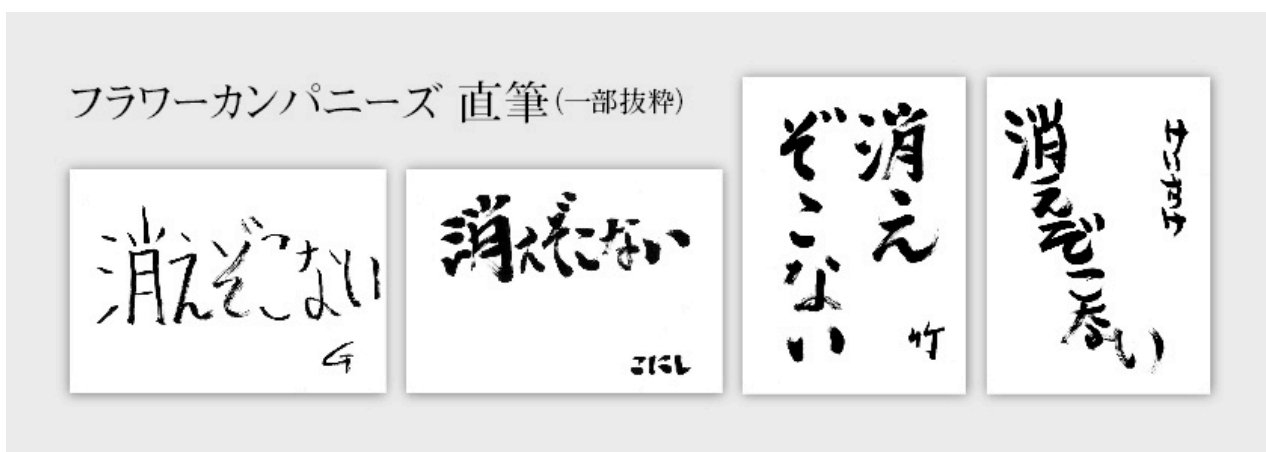 フラワーカンパニーズ 直筆(一部抜粋)
消えぞこない
G
消えぞこない
こにし
消え
ぞこない
竹
けいすけ
消えぞこない